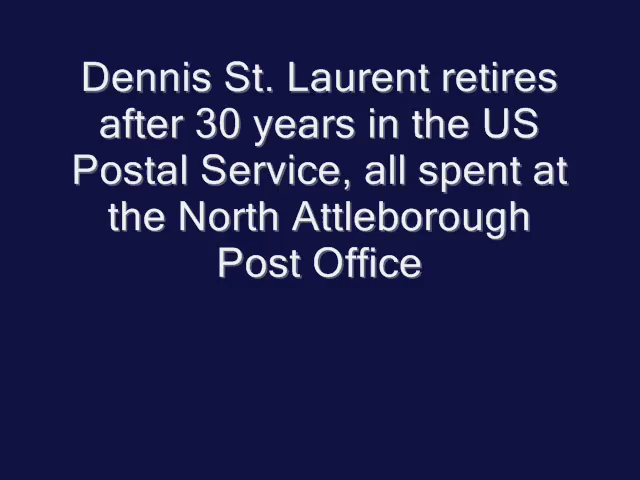 Dennis St. Laurent retires
after 30 years in the US
Postal Service, all spent at
the North Attleborough
Post Office